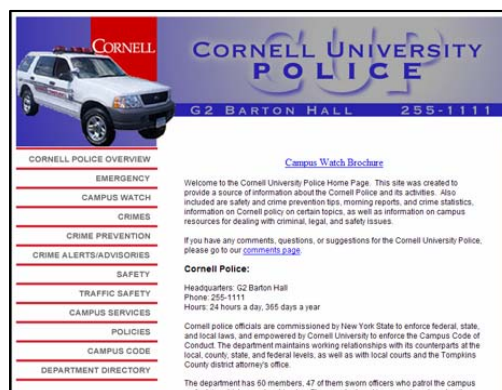 CORNELL
CORNELL UNIVERSITY
POLICE
CUP
G2 BARTON HALL 255-1111
CORNELL POLICE OVERVIEW
EMERGENCY
CAMPUS WATCH
CRIMES
CRIME PREVENTION
CRIME ALERTS/ADVISORIES
SAFETY
TRAFFIC SAFETY
CAMPUS SERVICES
POLICIES
CAMPUS CODE
DEPARTMENT DIRECTORY
Campus Watch Brochure
Welcome to the Cornell University Police Home Page. This site was created to
provide a source of information about the Cornell Police and its activities. Also
included are safety and crime prevention tips, morning reports, and crime statistics,
information on Cornell policy on certain topics, as well as information on campus
resources for dealing with criminal, legal, and safety issues.
If you have any comments, questions, or suggestions for the Cornell University Police,
please go to our comments page.
Cornell Police:
Headquarters: G2 Barton Hall
Phone: 255-1111
Hours: 24 hours a day, 365 days a year
Cornell police officials are commissioned by New York State to enforce federal, state,
and local laws, and empowered by Cornell University to enforce the Campus Code of
Conduct. The department maintains working relationships with its counterparts at the
local, county, state, and federal levels, as well as with local courts and the Tompkins
County district attorney's office.
The department has 60 members, 47 of them sworn officers who patrol the campus